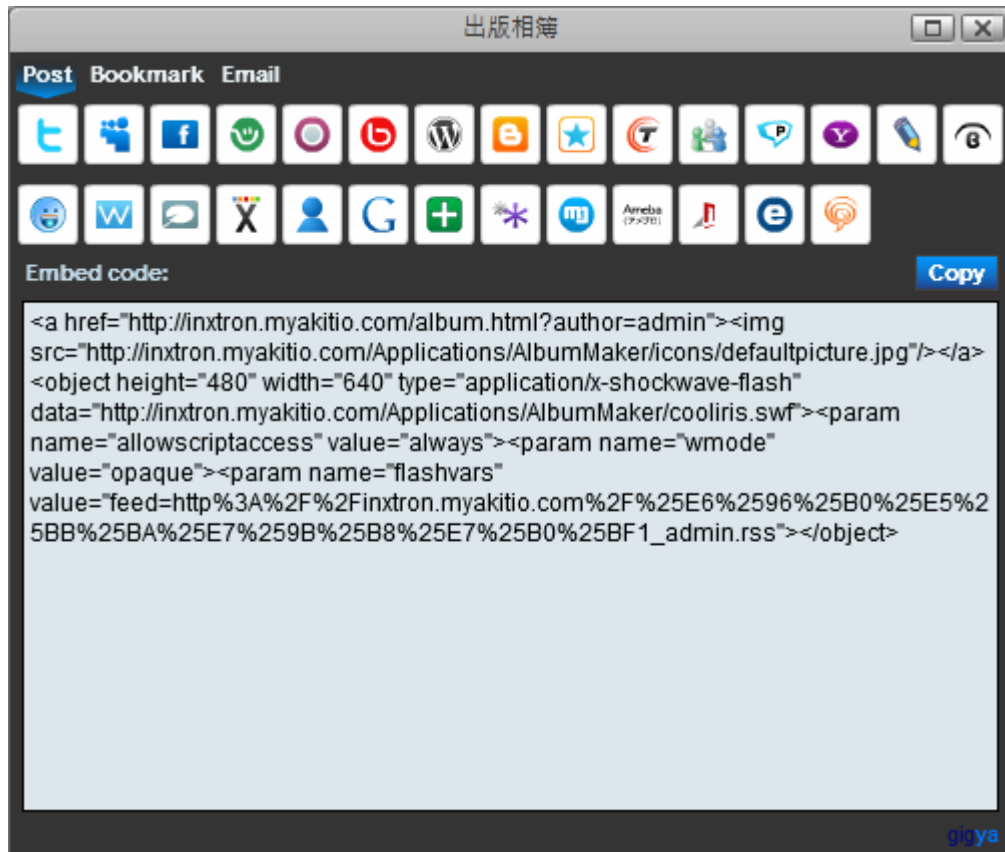 出版相簿
Post Bookmark Email
Ameba
Embed code:
Copy
<a href="http://inxtron.myakitio.com/album.html?author=admin"><img
src="http://inxtron.myakitio.com/Applications/AlbumMaker/icons/defaultpicture.jpg"/></a>
<object height="480" width="640" type="application/x-shockwave-flash"
data="http://inxtron.myakitio.com/Applications/AlbumMaker/cooliris.swf"><param
name="allowscriptaccess" value="always"><param name="wmode"
value="opaque"><param name="flashvars"
value="feed=http%3A%2F%2Finxtron.myakitio.com%2F%25E6%2596%25B0%25E5%2
5BB%25BA%25E7%259B%25B8%25E7%25B0%25BF1_admin.rss"></object>
gigya